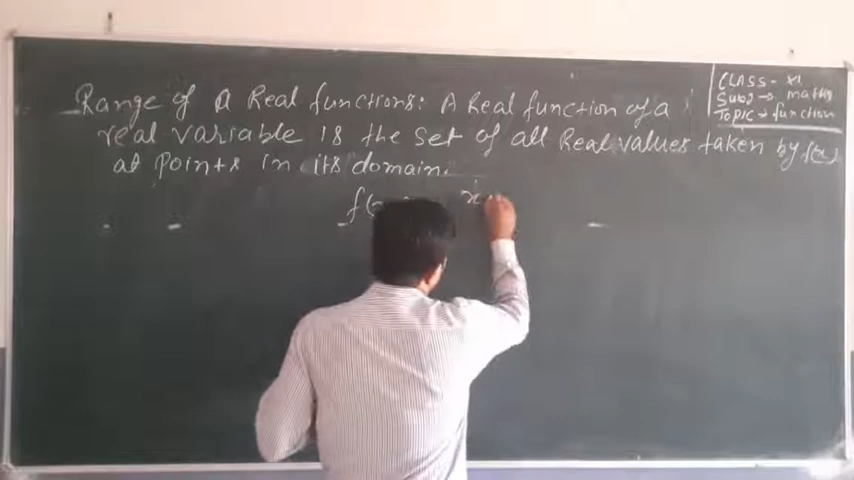 Range of a Real functions: A Real function of a
real variable is the set of all Real values taken by f(x)
at points in its domain.
f(
x
CLASS - XI
Sub → maths
Topic → function